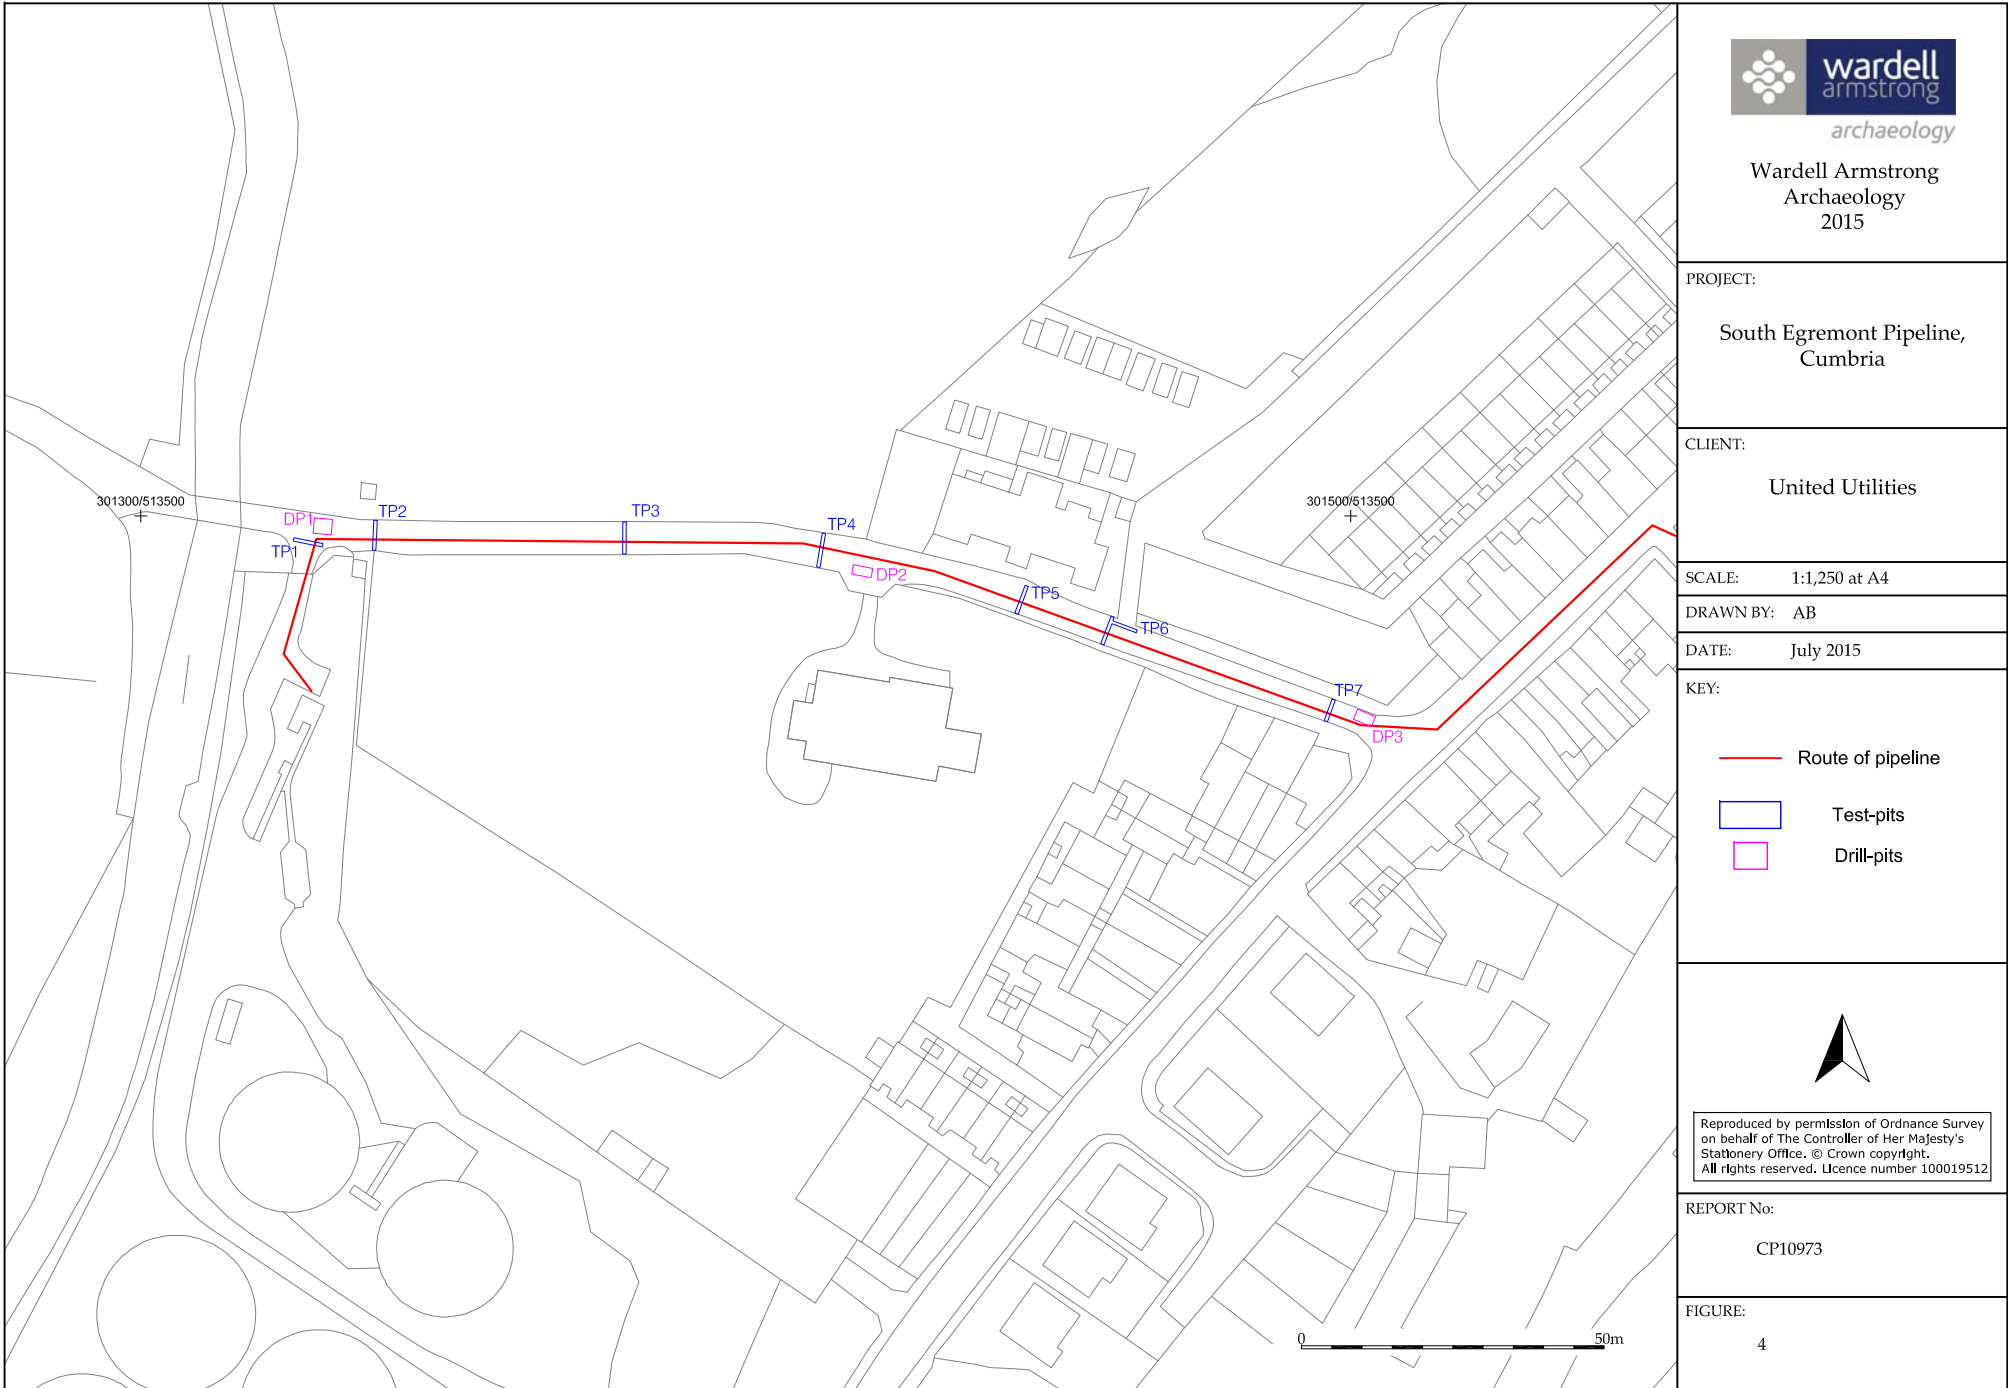 wardell
armstrong
archaeology
Wardell Armstrong
Archaeology
2015
PROJECT:
South Egremont Pipeline,
Cumbria
CLIENT:
United Utilities
SCALE: 1:1,250 at A4
DRAWN BY: AB
DATE: July 2015
KEY:
Route of pipeline
Test-pits
Drill-pits
Reproduced by permission of Ordnance Survey
on behalf of The Controller of Her Majesty's
Stationery Office. © Crown copyright.
All rights reserved. Licence number 100019512
REPORT No:
CP10973
FIGURE:
4
301300/513500
301500/513500
DP1
TP1
TP2
TP3
TP4
DP2
TP5
TP6
TP7
DP3
0 50m